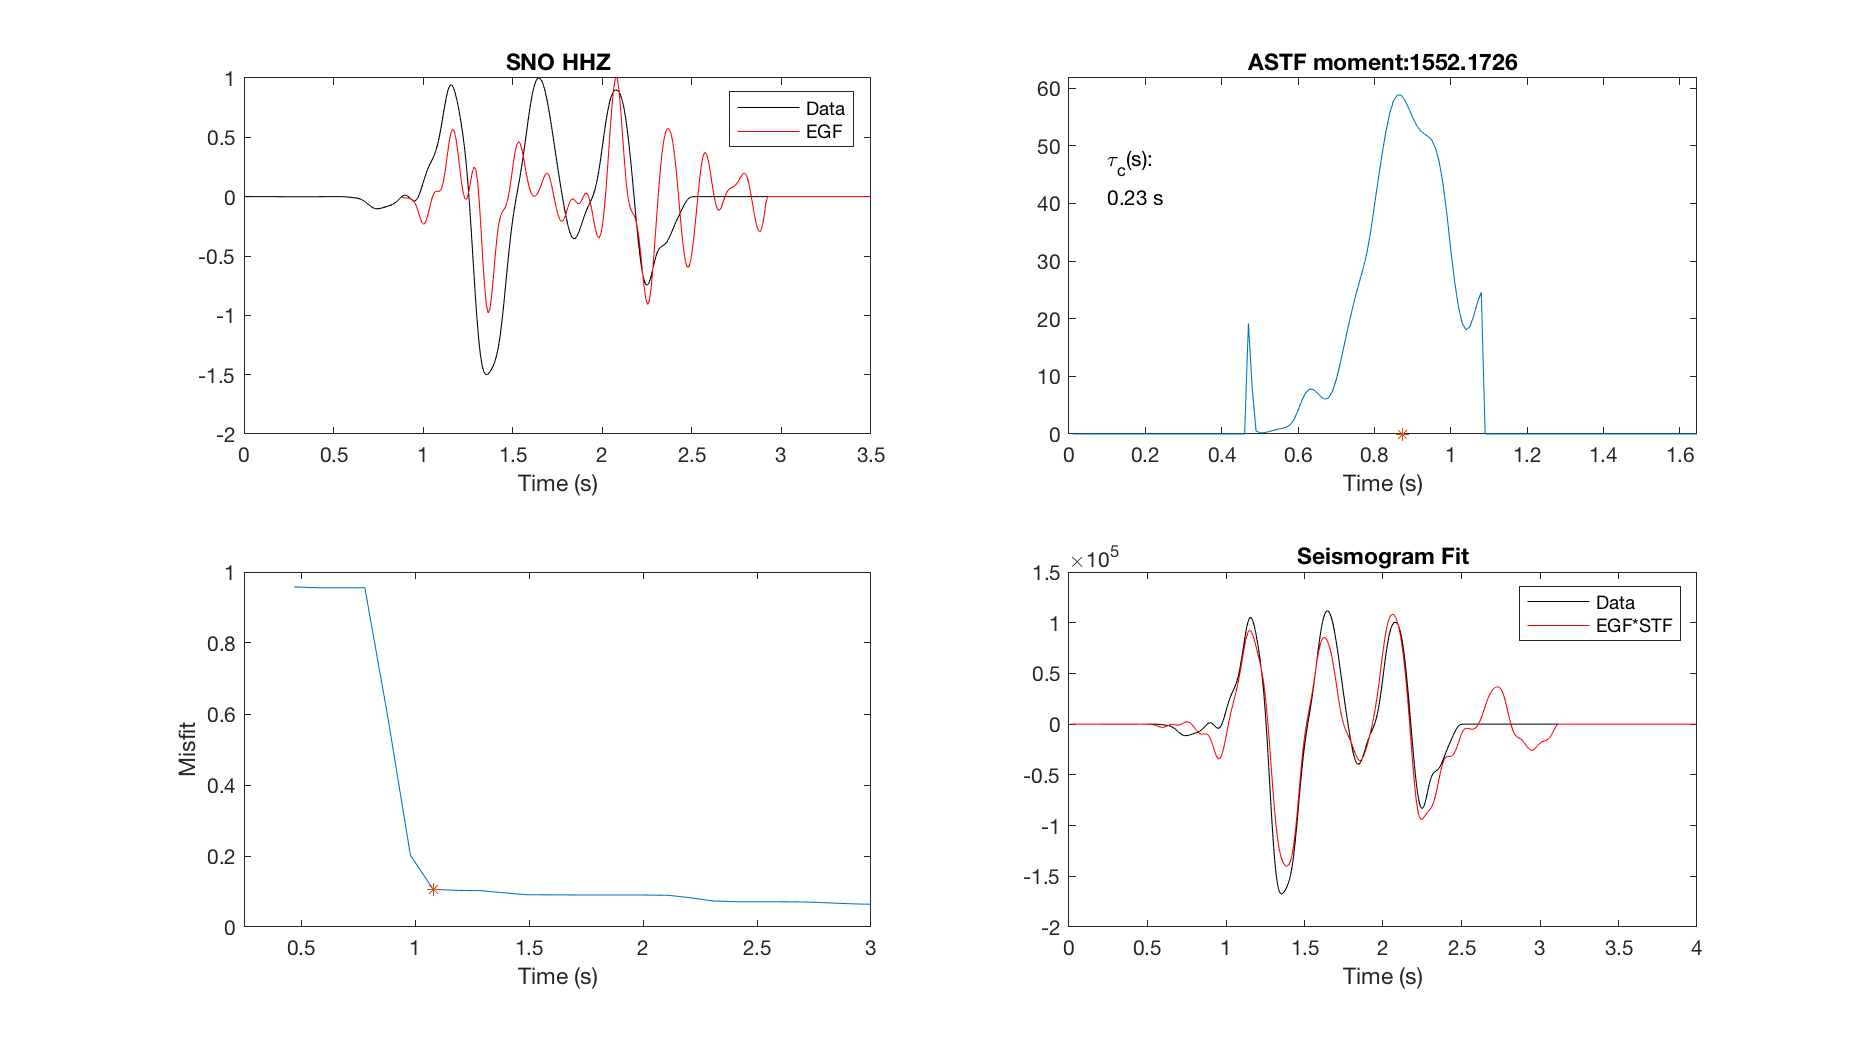 SNO HHZ
1
0.5
0
-0.5
-1
-1.5
-2
0 0.5 1 1.5 2 2.5 3 3.5
Time (s)
Data
EGF
ASTF moment:1552.1726
60
50
40
30
20
10
0
τc(s):
0.23 s
0 0.2 0.4 0.6 0.8 1 1.2 1.4 1.6
Time (s)
1
0.8
0.6
0.4
0.2
0
Misfit
0.5 1 1.5 2 2.5 3
Time (s)
Seismogram Fit
×10^5
1.5
1
0.5
0
-0.5
-1
-1.5
-2
Data
EGF*STF
0 0.5 1 1.5 2 2.5 3 3.5 4
Time (s)